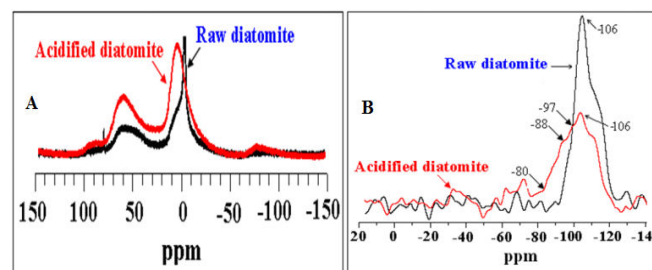 A
Acidified diatomite
Raw diatomite
150 100 50 0 -50 -100 -150
ppm
B
-106
Raw diatomite
-97
-88
-106
-80
Acidified diatomite
20 0 -20 -40 -60 -80 -100 -120 -14
ppm